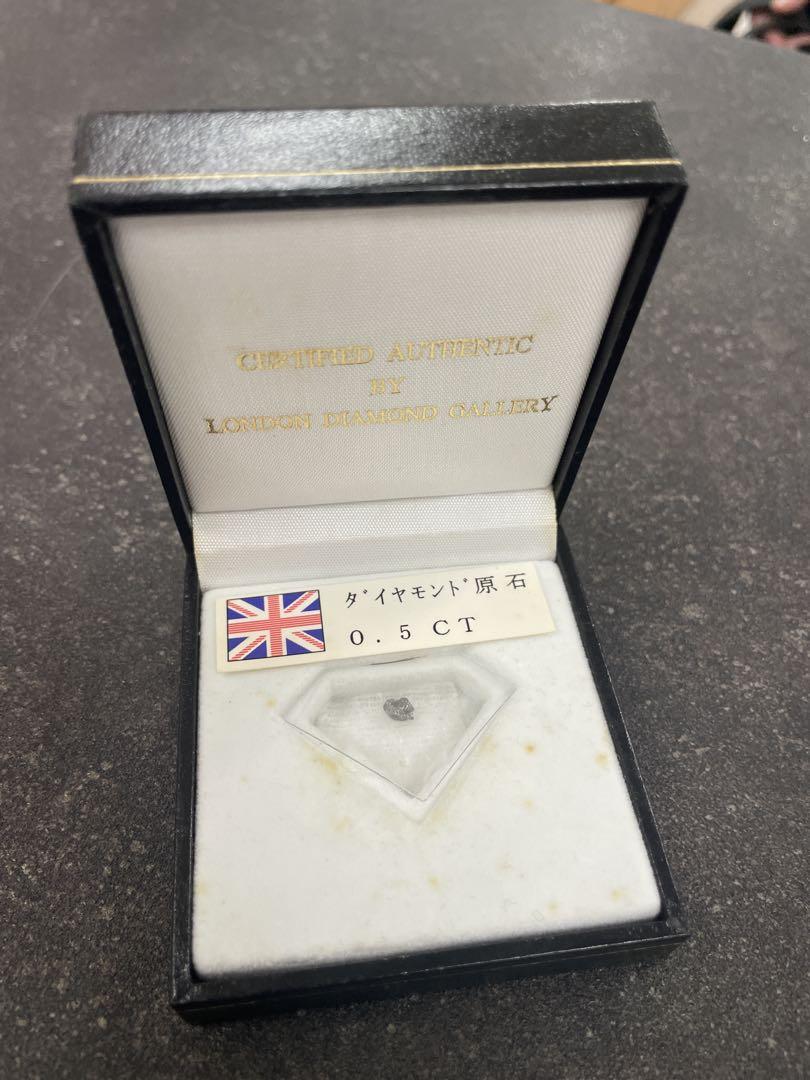 CERTIFIED AUTHENTIC
BY
LONDON DIAMOND GALLERY
ダイヤモンド原石
0.5CT